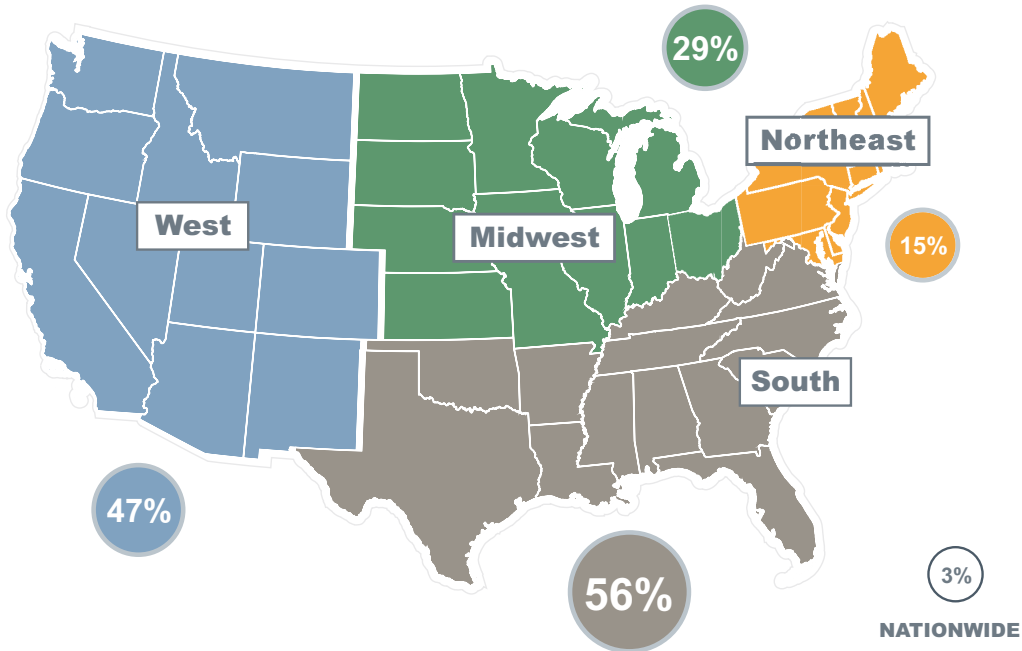 29%
Northeast
West
Midwest
15%
South
47%
56%
3%
NATIONWIDE